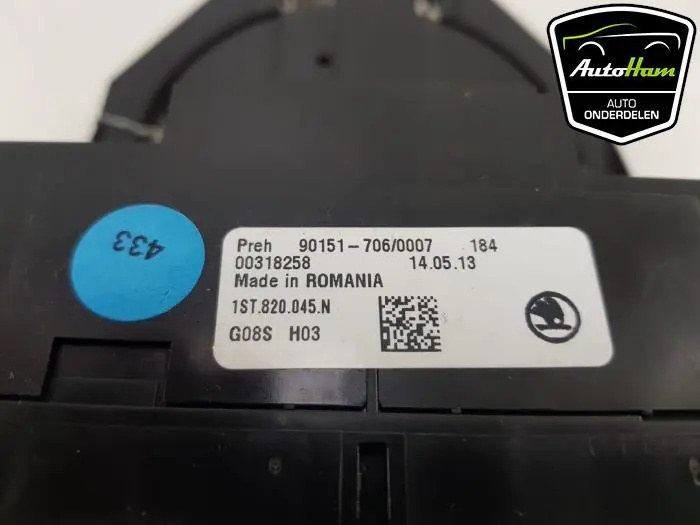 AutoHam
AUTO
ONDERDELEN
433
Preh 90151-706/0007 184
00318258 14.05.13
Made in ROMANIA
1ST.820.045.N
G08S H03